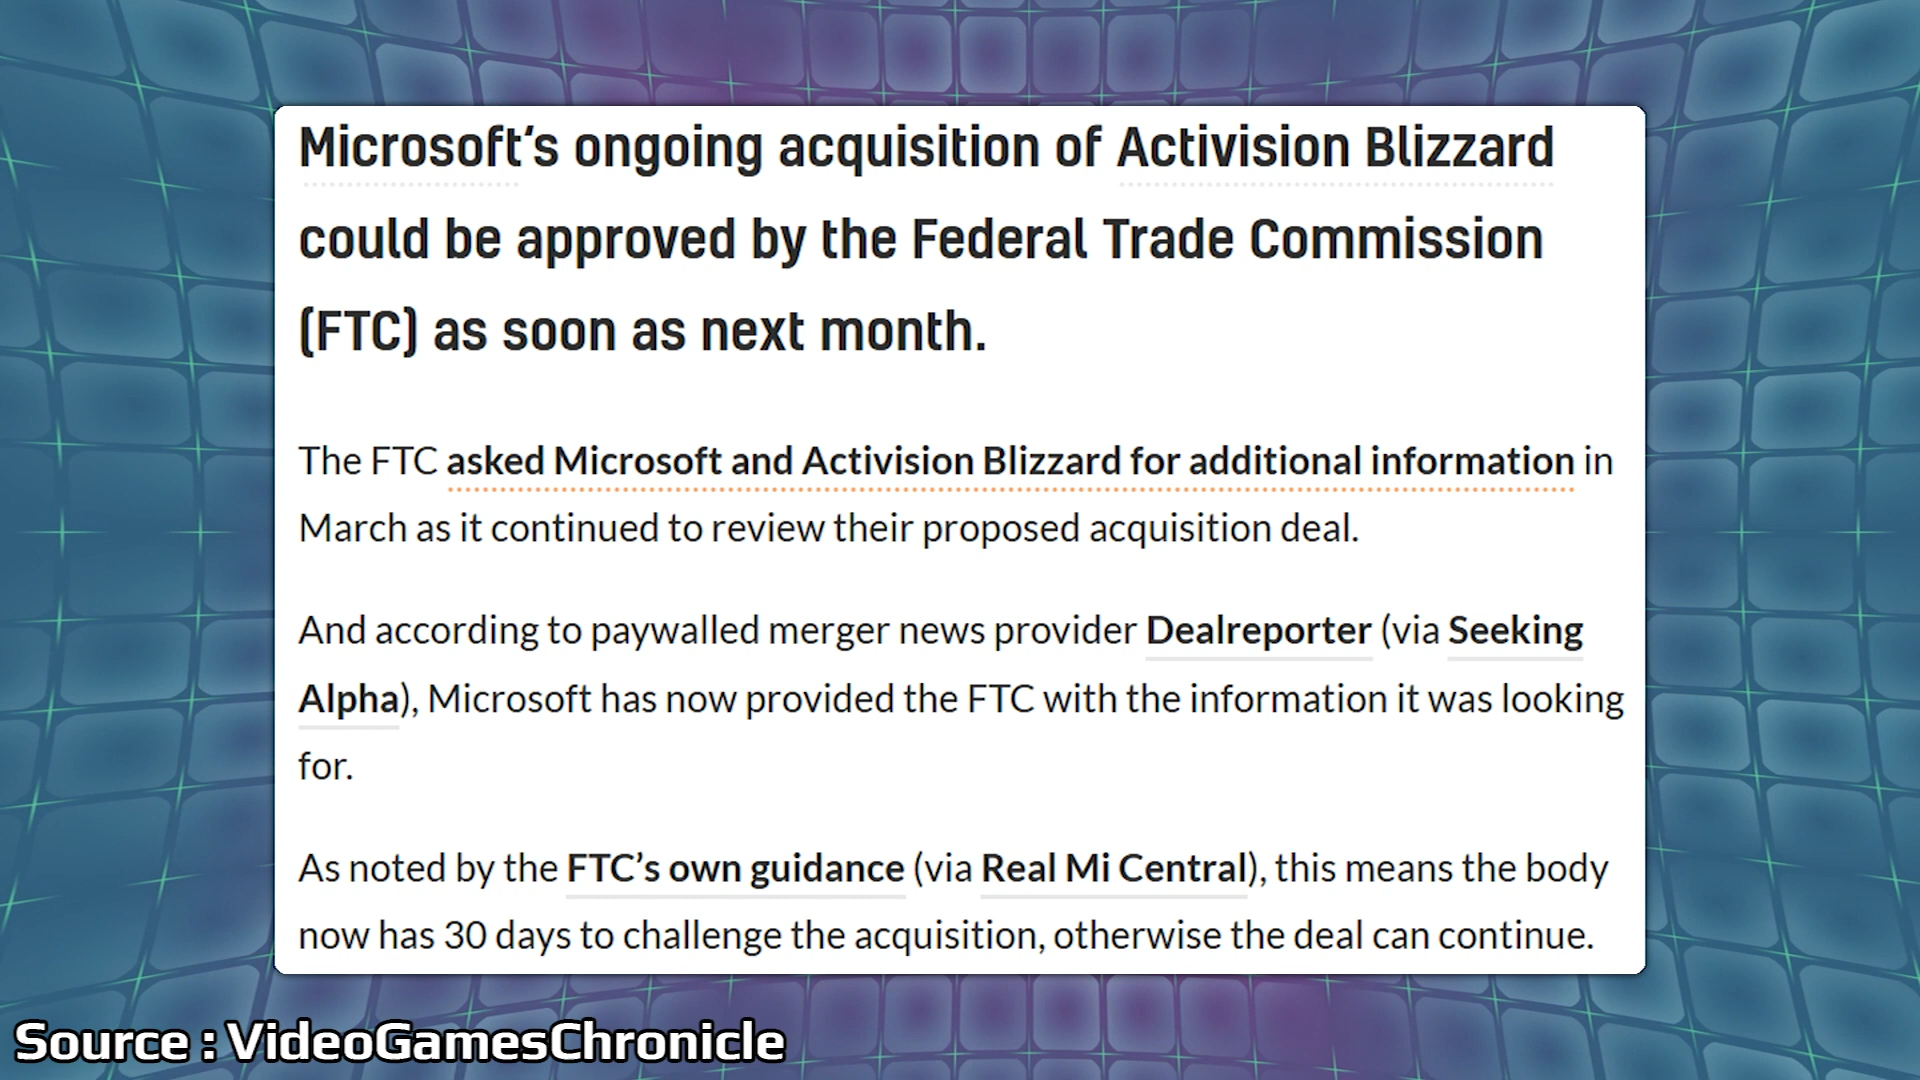 Microsoft‘s ongoing acquisition of Activision Blizzard
could be approved by the Federal Trade Commission
(FTC) as soon as next month.
The FTC asked Microsoft and Activision Blizzard for additional information in
March as it continued to review their proposed acquisition deal.
And according to paywalled merger news provider Dealreporter (via Seeking
Alpha), Microsoft has now provided the FTC with the information it was looking
for.
As noted by the FTC’s own guidance (via Real Mi Central), this means the body
now has 30 days to challenge the acquisition, otherwise the deal can continue.
Source : VideoGamesChronicle